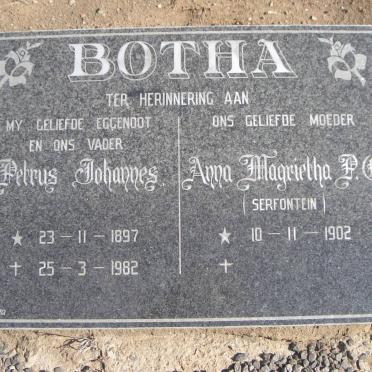 BOTHA
TER HERINNERING AAN
MY GELIEFDE EGGENOOT
EN ONS VADER
Petrus Johannes.
★ 23-11-1897
✝ 25-3-1982
ONS GELIEFDE MOEDER
Anna Magrietha P.
(SERFONTEIN)
★ 10-11-1902
✝